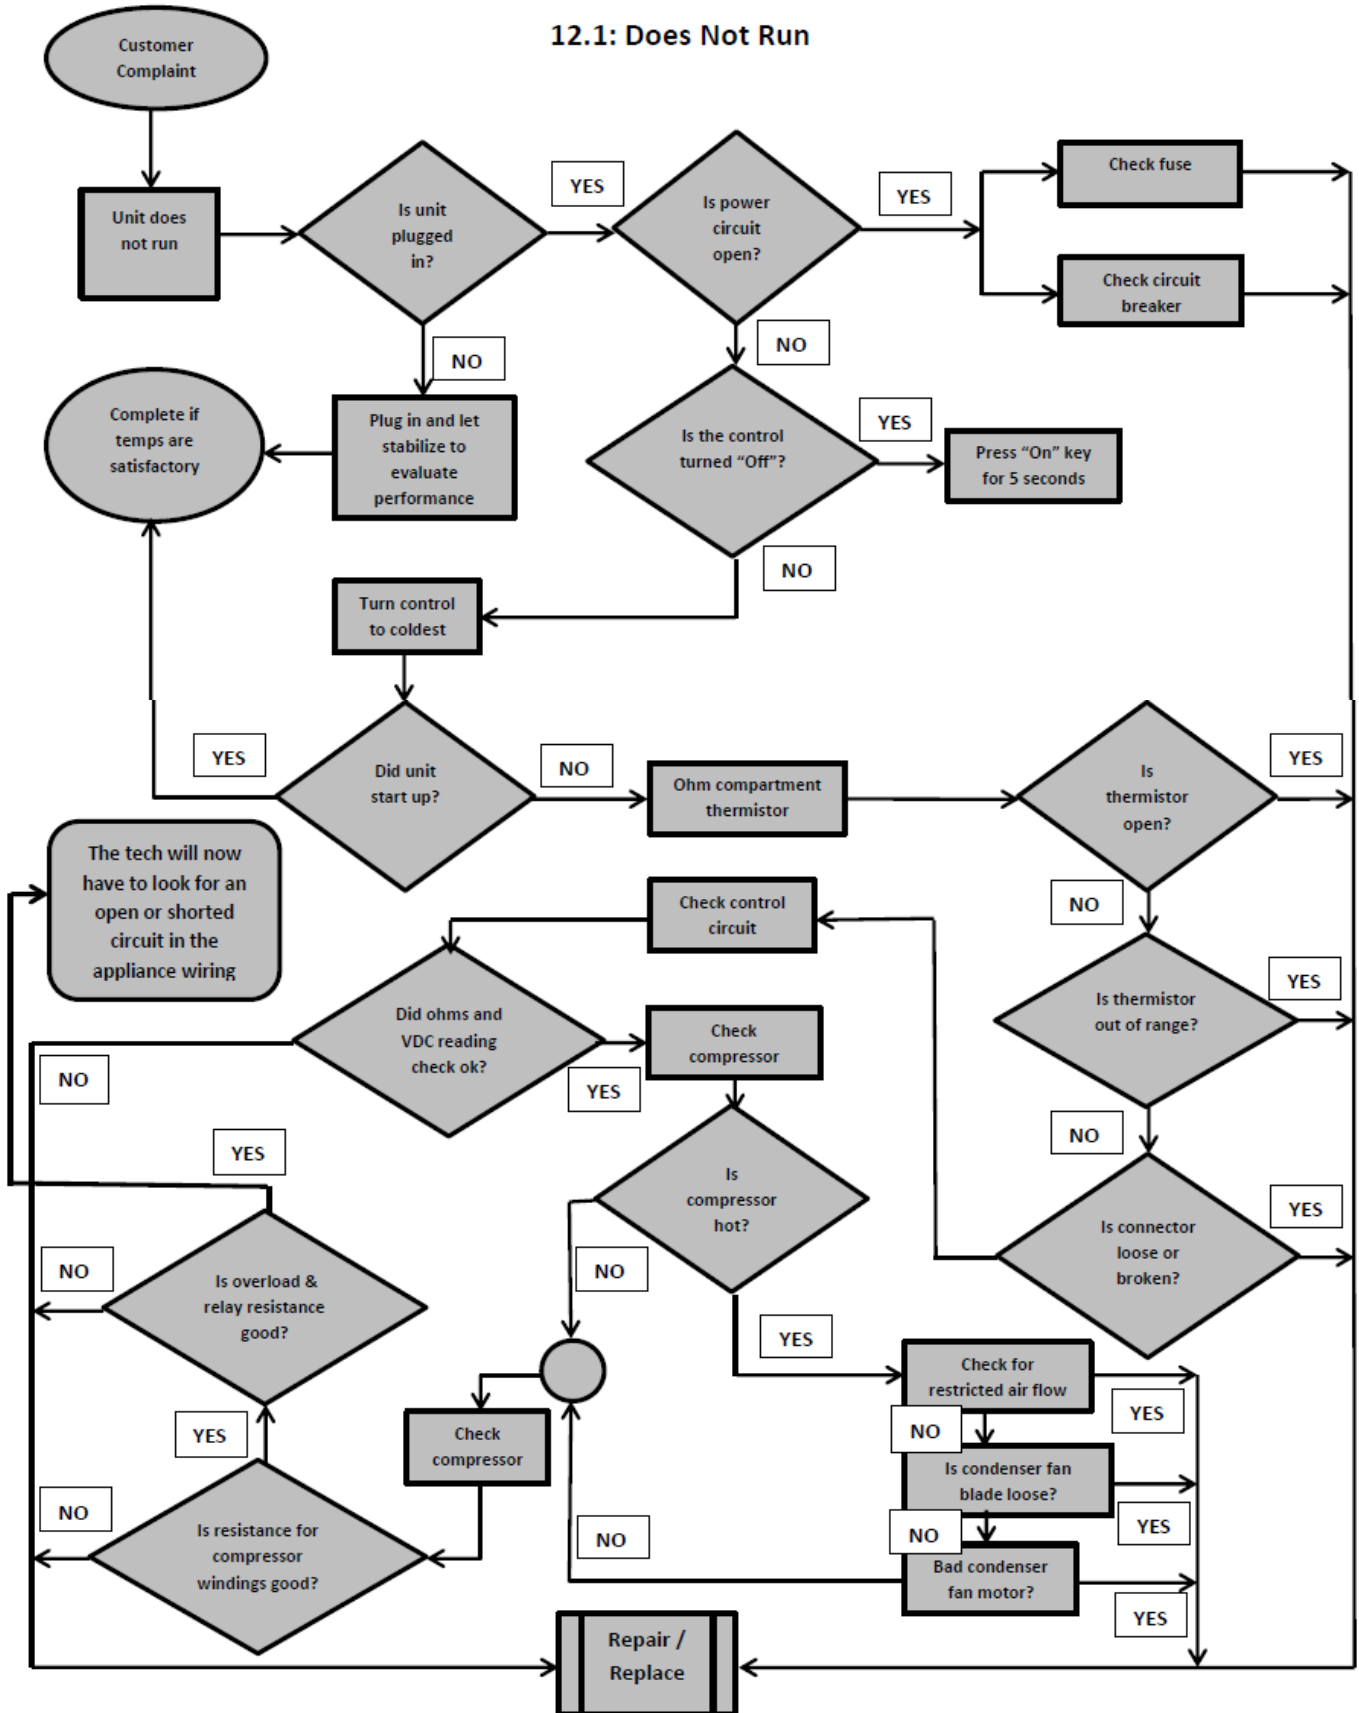 12.1: Does Not Run
Customer
Complaint
Unit does
not run
Is unit
plugged
in?
YES
Is power
circuit
open?
YES
Check fuse
Check circuit
breaker
NO
NO
Complete if
temps are
satisfactory
Plug in and let
stabilize to
evaluate
performance
Is the control
turned “Off”?
YES
Press “On” key
for 5 seconds
NO
Turn control
to coldest
YES
Did unit
start up?
NO
Ohm compartment
thermistor
Is
thermistor
open?
YES
The tech will now
have to look for an
open or shorted
circuit in the
appliance wiring
Check control
circuit
NO
Did ohms and
VDC reading
check ok?
NO
YES
Check
compressor
Is thermistor
out of range?
YES
NO
YES
Is
compressor
hot?
NO
Is connector
loose or
broken?
YES
NO
Is overload &
relay resistance
good?
YES
Check for
restricted air flow
YES
NO
YES
Check
compressor
Is condenser fan
blade loose?
YES
NO
NO
Is resistance for
compressor
windings good?
NO
Bad condenser
fan motor?
YES
Repair /
Replace